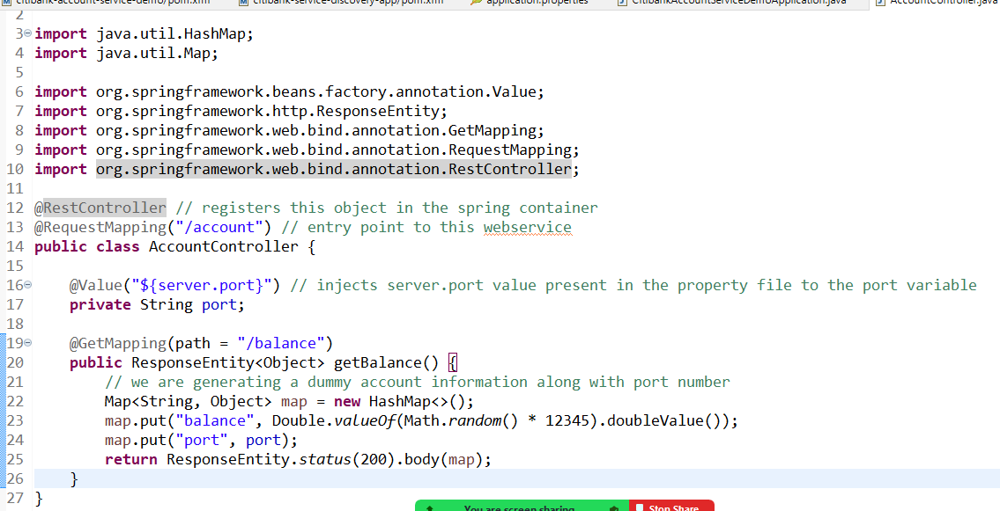 citibank-account-service-demo/pom.xml citibank-service-discovery-app/pom.xml application.properties CitibankAccountServiceDemoApplication.java AccountController.java
2
3 import java.util.HashMap;
4 import java.util.Map;
5
6 import org.springframework.beans.factory.annotation.Value;
7 import org.springframework.http.ResponseEntity;
8 import org.springframework.web.bind.annotation.GetMapping;
9 import org.springframework.web.bind.annotation.RequestMapping;
10 import org.springframework.web.bind.annotation.RestController;
11
12 @RestController // registers this object in the spring container
13 @RequestMapping("/account") // entry point to this webservice
14 public class AccountController {
15
16 @Value("${server.port}") // injects server.port value present in the property file to the port variable
17 private String port;
18
19 @GetMapping(path = "/balance")
20 public ResponseEntity<Object> getBalance() {
21 // we are generating a dummy account information along with port number
22 Map<String, Object> map = new HashMap<>();
23 map.put("balance", Double.valueOf(Math.random() * 12345).doubleValue());
24 map.put("port", port);
25 return ResponseEntity.status(200).body(map);
26 }
27 }
You are screen sharing Stop Share